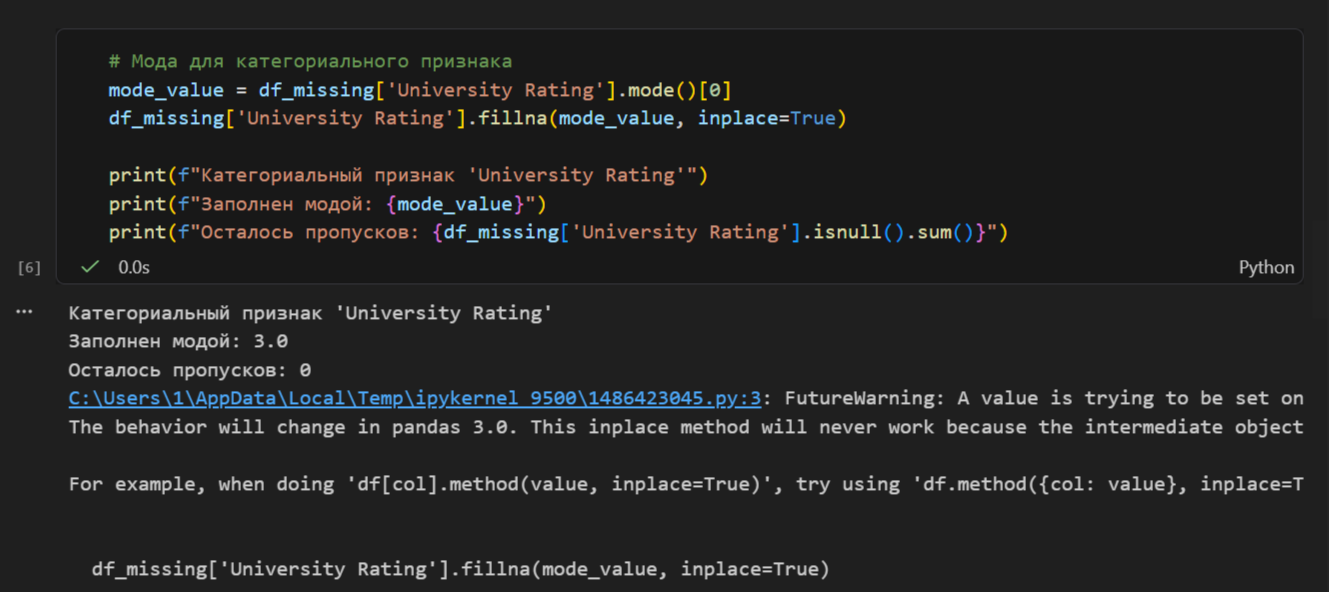 # Мода для категориального признака
mode_value = df_missing['University Rating'].mode()[0]
df_missing['University Rating'].fillna(mode_value, inplace=True)
print(f"Категориальный признак 'University Rating'")
print(f"Заполнен модой: {mode_value}")
print(f"Осталось пропусков: {df_missing['University Rating'].isnull().sum()}")
[6]
0.0s
Python
...
Категориальный признак 'University Rating'
Заполнен модой: 3.0
Осталось пропусков: 0
C:\Users\1\AppData\Local\Temp\ipykernel_9500\1486423045.py:3: FutureWarning: A value is trying to be set on
The behavior will change in pandas 3.0. This inplace method will never work because the intermediate object
For example, when doing 'df[col].method(value, inplace=True)', try using 'df.method({col: value}, inplace=T
df_missing['University Rating'].fillna(mode_value, inplace=True)